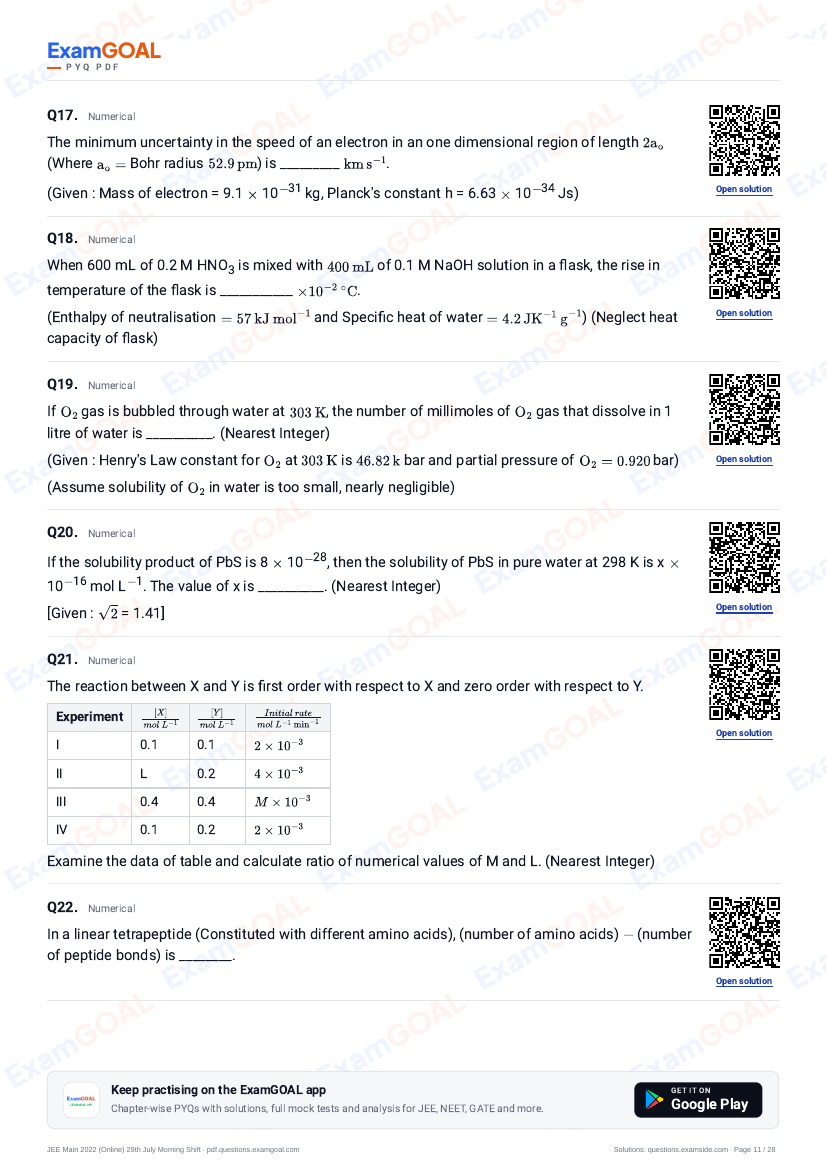 ExamGOAL
PYQ PDF
Q17. Numerical
The minimum uncertainty in the speed of an electron in an one dimensional region of length 2aₒ
(Where aₒ = Bohr radius 52.9 pm) is _________ km s⁻¹.
(Given : Mass of electron = 9.1 × 10⁻³¹ kg, Planck's constant h = 6.63 × 10⁻³⁴ Js)
Open solution
Q18. Numerical
When 600 mL of 0.2 M HNO₃ is mixed with 400 mL of 0.1 M NaOH solution in a flask, the rise in
temperature of the flask is ___________ ×10⁻² °C.
(Enthalpy of neutralisation = 57 kJ mol⁻¹ and Specific heat of water = 4.2 JK⁻¹ g⁻¹) (Neglect heat
capacity of flask)
Open solution
Q19. Numerical
If O₂ gas is bubbled through water at 303 K, the number of millimoles of O₂ gas that dissolve in 1
litre of water is __________. (Nearest Integer)
(Given : Henry's Law constant for O₂ at 303 K is 46.82 k bar and partial pressure of O₂ = 0.920 bar)
(Assume solubility of O₂ in water is too small, nearly negligible)
Open solution
Q20. Numerical
If the solubility product of PbS is 8 × 10⁻²⁸, then the solubility of PbS in pure water at 298 K is x ×
10⁻¹⁶ mol L⁻¹. The value of x is __________. (Nearest Integer)
[Given : √2 = 1.41]
Open solution
Q21. Numerical
The reaction between X and Y is first order with respect to X and zero order with respect to Y.
Experiment [X]/mol L⁻¹ [Y]/mol L⁻¹ Initial rate/mol L⁻¹ min⁻¹
I 0.1 0.1 2 × 10⁻³
II L 0.2 4 × 10⁻³
III 0.4 0.4 M × 10⁻³
IV 0.1 0.2 2 × 10⁻³
Examine the data of table and calculate ratio of numerical values of M and L. (Nearest Integer)
Open solution
Q22. Numerical
In a linear tetrapeptide (Constituted with different amino acids), (number of amino acids) − (number
of peptide bonds) is ________.
Open solution
Keep practising on the ExamGOAL app
Chapter-wise PYQs with solutions, full mock tests and analysis for JEE, NEET, GATE and more.
GET IT ON
Google Play
JEE Main 2022 (Online) 29th July Morning Shift · pdf.questions.examgoal.com
Solutions: questions.examside.com · Page 11 / 28